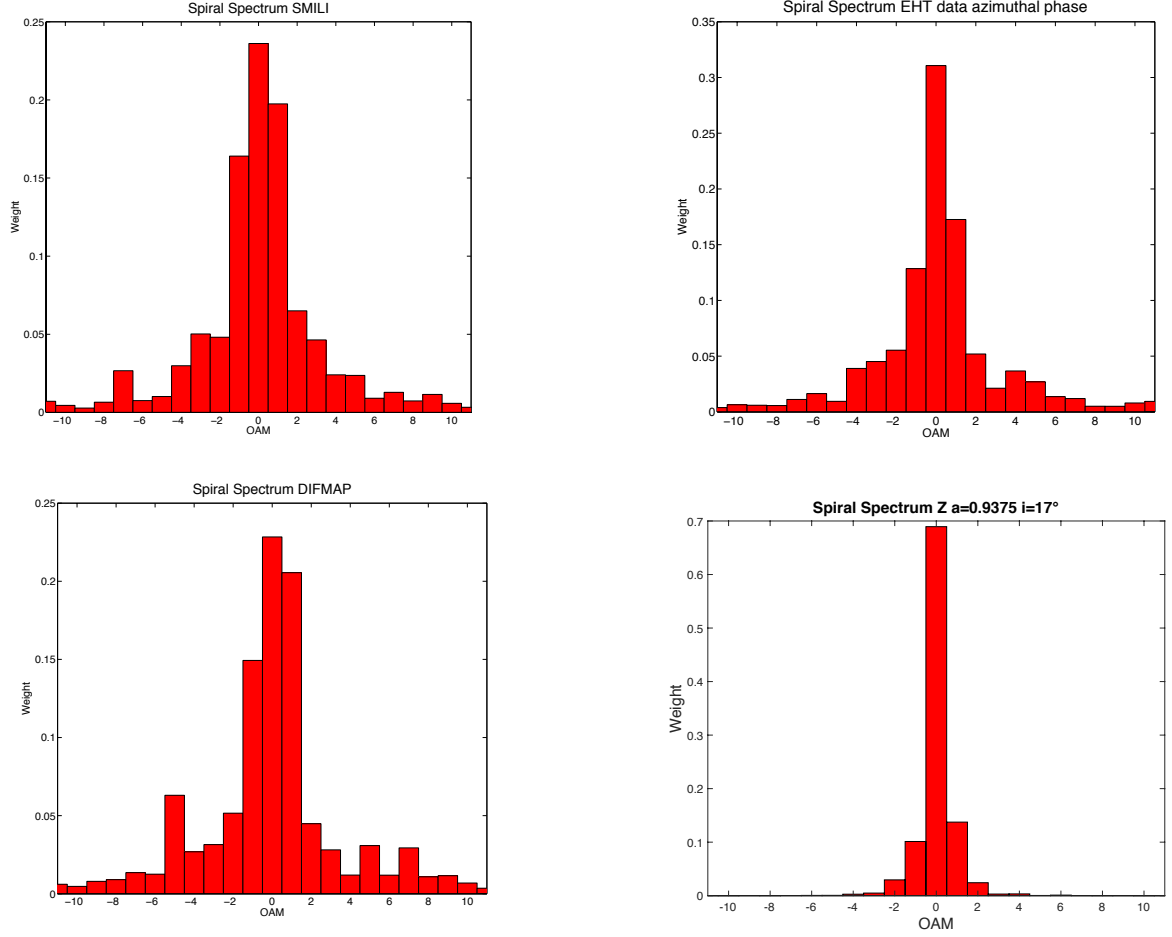 Spiral Spectrum SMILI
0.25
0.2
0.15
0.1
0.05
0
Weight
−10 −8 −6 −4 −2 0 2 4 6 8 10
OAM
Spiral Spectrum EHT data azimuthal phase
0.35
0.3
0.25
0.2
0.15
0.1
0.05
0
Weight
−10 −8 −6 −4 −2 0 2 4 6 8 10
OAM
Spiral Spectrum DIFMAP
0.25
0.2
0.15
0.1
0.05
0
Weight
−10 −8 −6 −4 −2 0 2 4 6 8 10
OAM
Spiral Spectrum Z a=0.9375 i=17°
0.7
0.6
0.5
0.4
0.3
0.2
0.1
0
Weight
-10 -8 -6 -4 -2 0 2 4 6 8 10
OAM